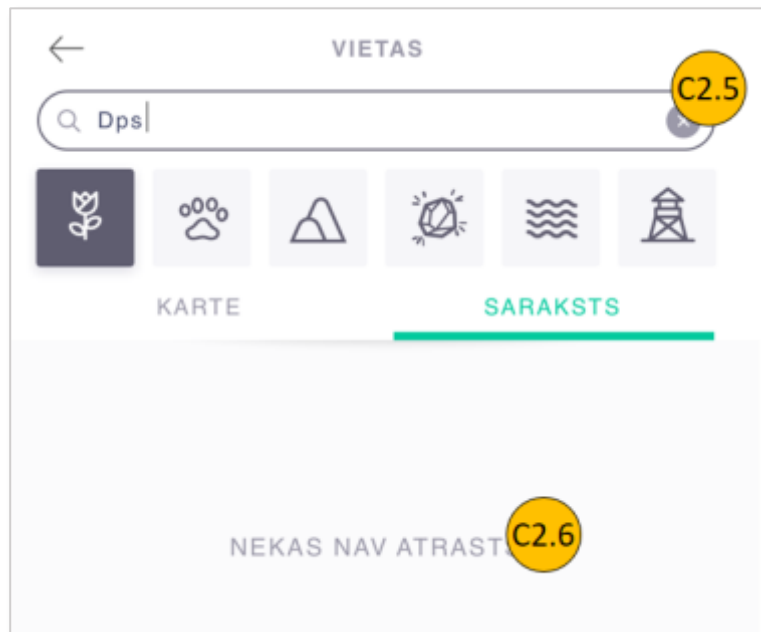 VIETAS
C2.5
Dps
KARTE
SARAKSTS
NEKAS NAV ATRASTS
C2.6